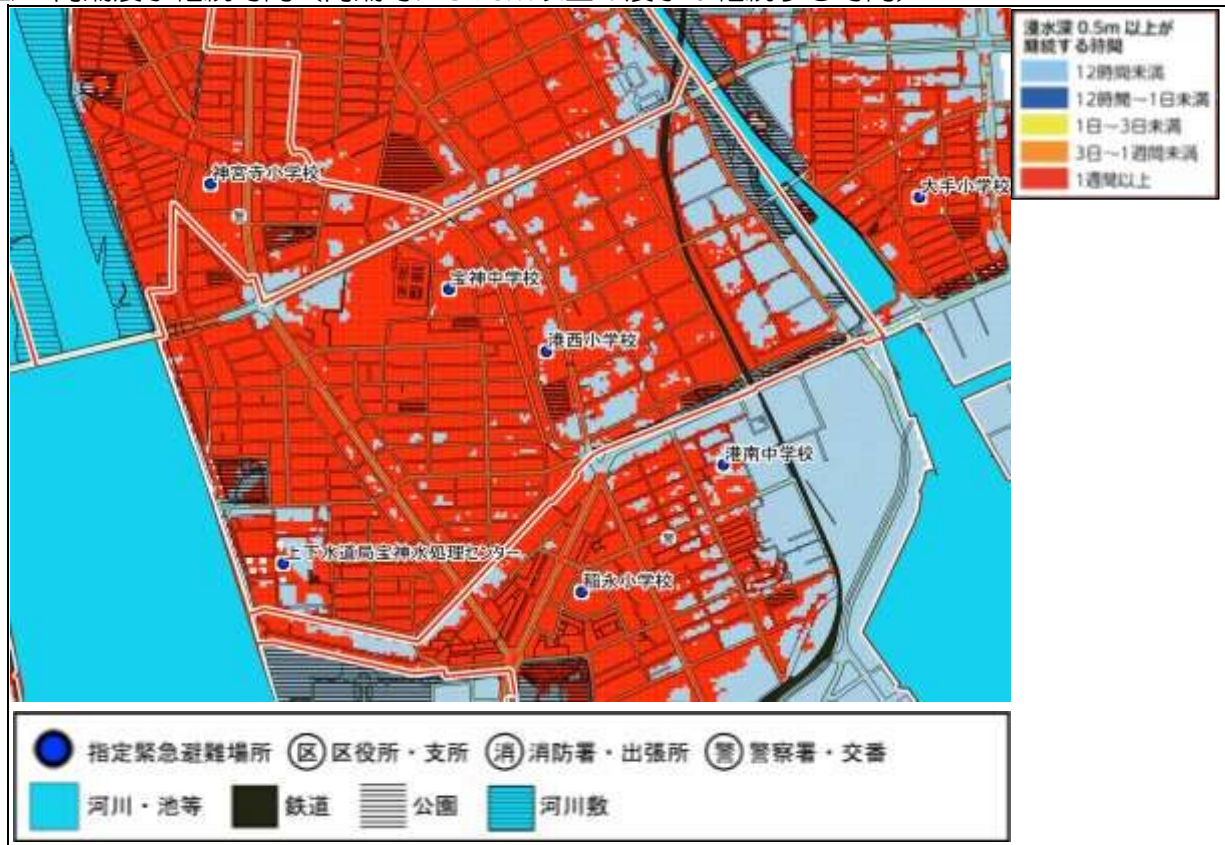 浸水深 0.5m 以上が
継続する時間
12時間未満
12時間～1日未満
1日～3日未満
3日～1週間未満
1週間以上
神宮寺小学校
大手小学校
宝神中学校
港西小学校
港南中学校
上下水道局宝神水処理センター
稲永小学校
警
警
指定緊急避難場所 区 区役所・支所 消 消防署・出張所 警 警察署・交番
河川・池等 鉄道 公園 河川敷